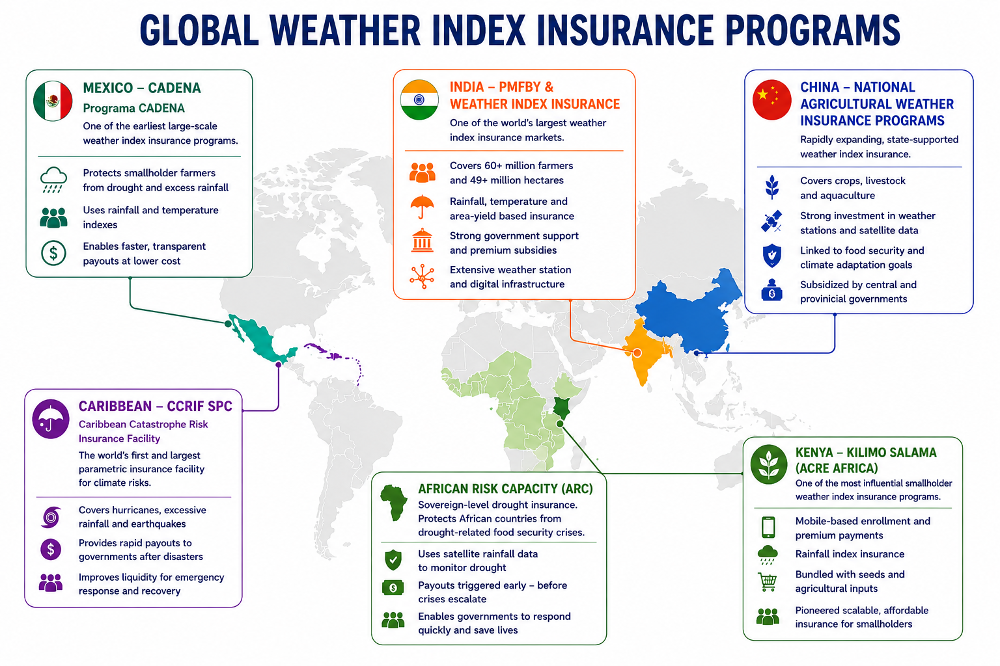 GLOBAL WEATHER INDEX INSURANCE PROGRAMS
MEXICO – CADENA
Programa CADENA
One of the earliest large-scale
weather index insurance programs.
Protects smallholder farmers
from drought and excess rainfall
Uses rainfall and temperature
indexes
$
Enables faster, transparent
payouts at lower cost
INDIA – PMFBY &
WEATHER INDEX INSURANCE
One of the world's largest weather
index insurance markets.
Covers 60+ million farmers
and 49+ million hectares
Rainfall, temperature and
area-yield based insurance
Strong government support
and premium subsidies
Extensive weather station
and digital infrastructure
CHINA – NATIONAL
AGRICULTURAL WEATHER
INSURANCE PROGRAMS
Rapidly expanding, state-supported
weather index insurance.
Covers crops, livestock
and aquaculture
Strong investment in weather
stations and satellite data
Linked to food security and
climate adaptation goals
$
Subsidized by central and
provinicial governments
CARIBBEAN – CCRIF SPC
Caribbean Catastrophe Risk
Insurance Facility
The world's first and largest
parametric insurance facility
for climate risks.
Covers hurricanes, excessive
rainfall and earthquakes
$
Provides rapid payouts to
governments after disasters
Improves liquidity for emergency
response and recovery
AFRICAN RISK CAPACITY (ARC)
Sovereign-level drought insurance.
Protects African countries from
drought-related food security crises.
Uses satellite rainfall data
to monitor drought
$
Payouts triggered early – before
crises escalate
Enables governments to respond
quickly and save lives
KENYA – KILIMO SALAMA
(ACRE AFRICA)
One of the most influential smallholder
weather index insurance programs.
Mobile-based enrollment and
premium payments
Rainfall index insurance
Bundled with seeds and
agricultural inputs
Pioneered scalable, affordable
insurance for smallholders